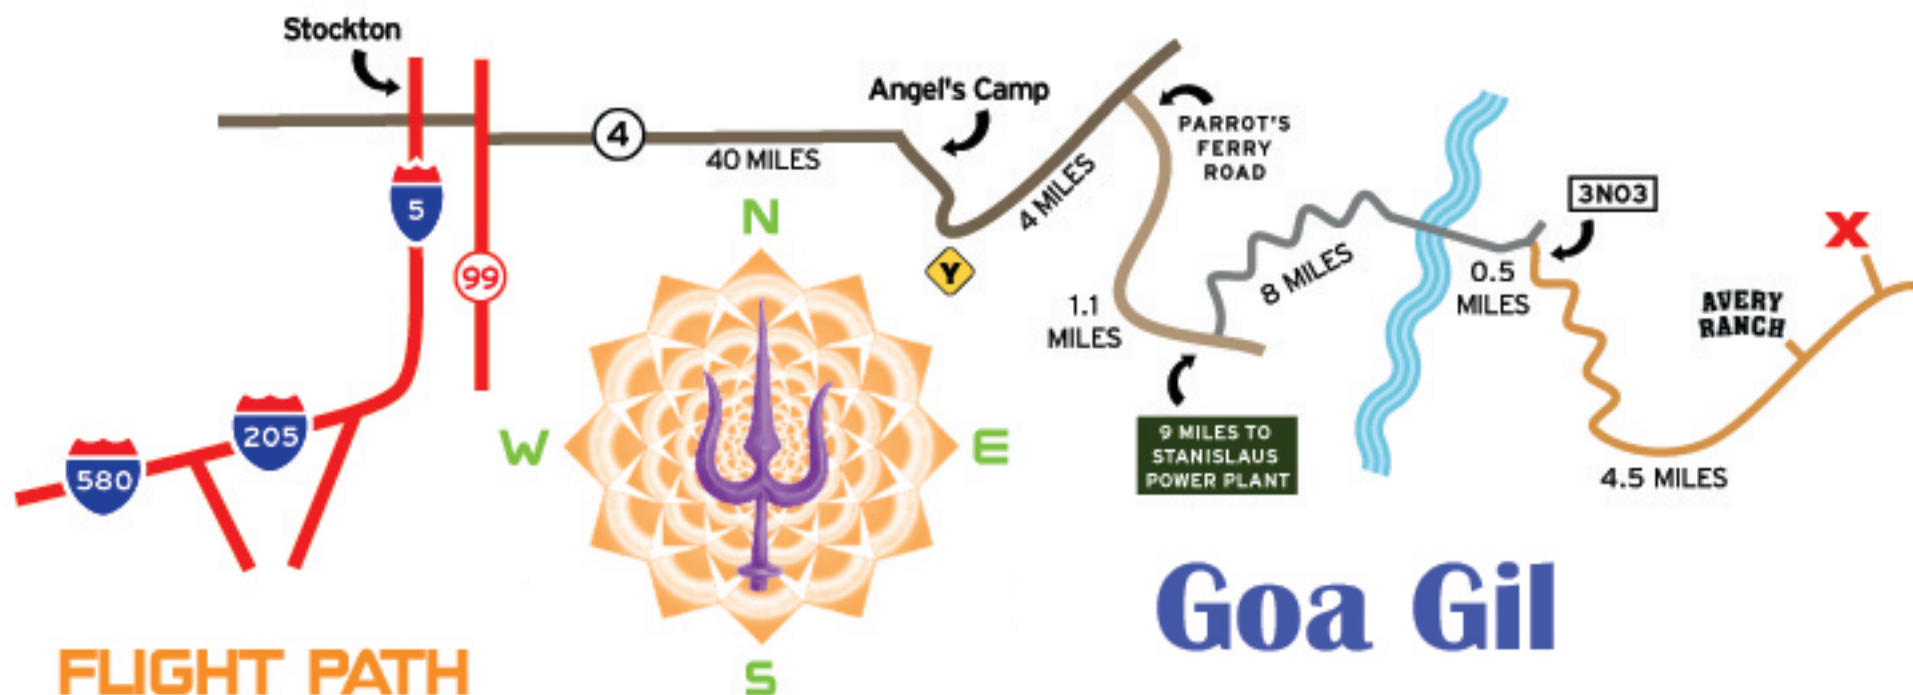 Stockton
5
99
4
40 MILES
Angel's Camp
Y
4 MILES
PARROT'S
FERRY
ROAD
1.1
MILES
8 MILES
9 MILES TO
STANISLAUS
POWER PLANT
0.5
MILES
3N03
4.5 MILES
AVERY
RANCH
X
580
205
N
W
E
S
FLIGHT PATH
Goa Gil